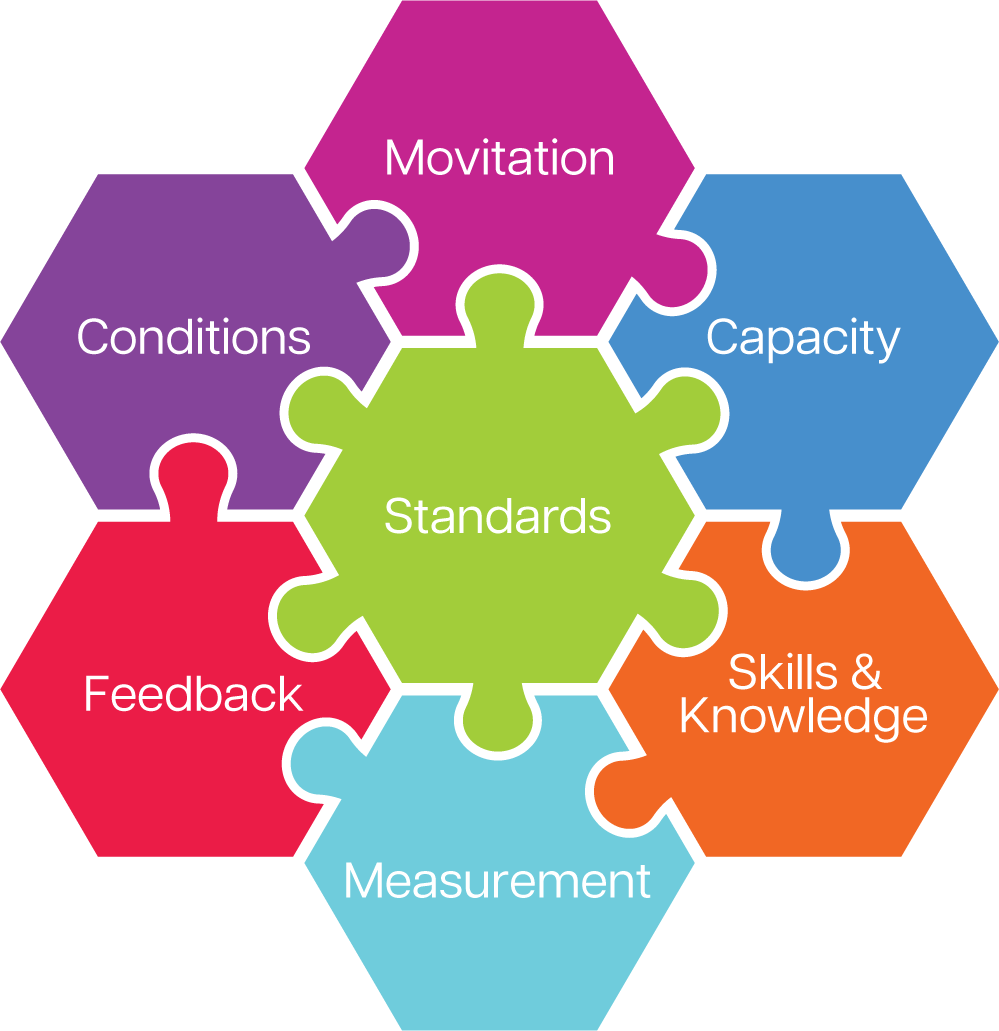 Movitation
Conditions
Capacity
Standards
Feedback
Skills &
Knowledge
Measurement